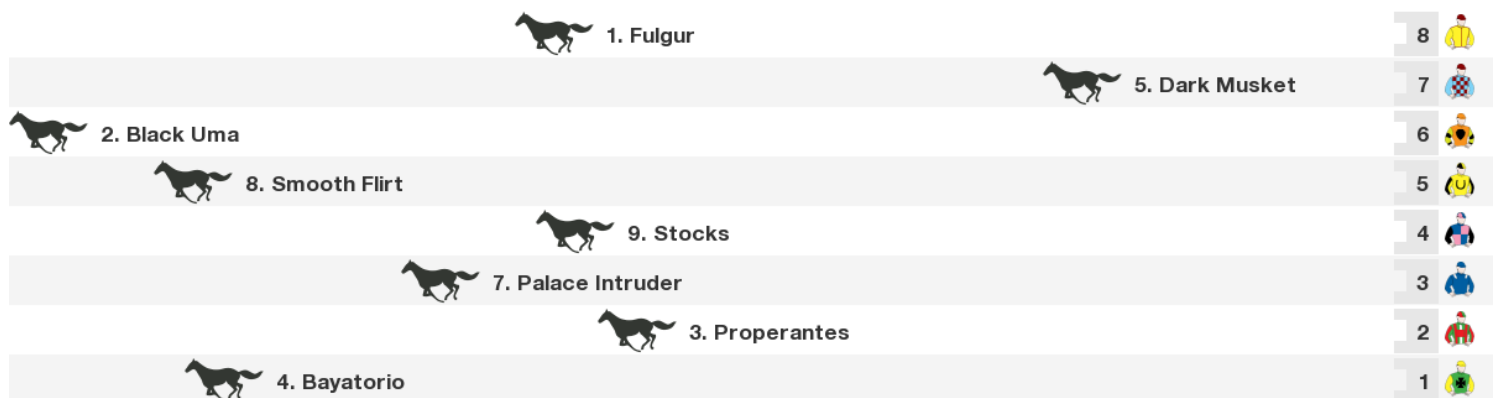 1. Fulgur 8
5. Dark Musket 7
2. Black Uma 6
8. Smooth Flirt 5
9. Stocks 4
7. Palace Intruder 3
3. Properantes 2
4. Bayatorio 1